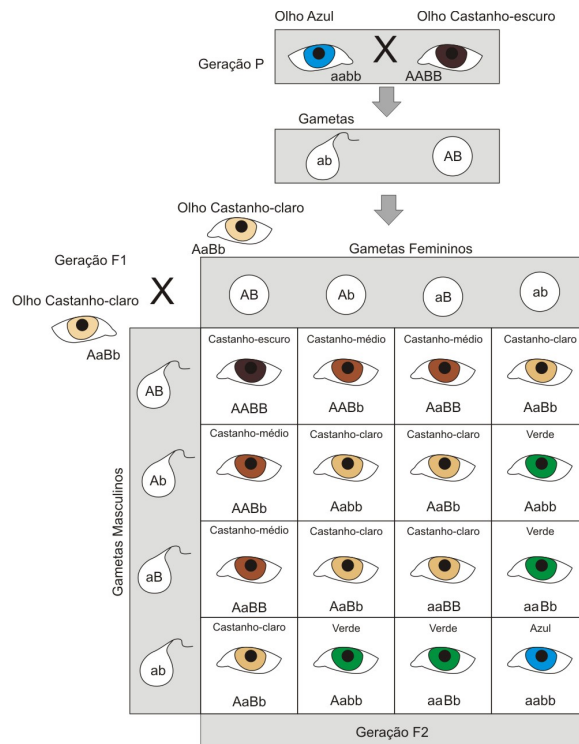 Olho Azul Olho Castanho-escuro
Geração P
X
aabb AABB
Gametas
ab AB
Olho Castanho-claro
AaBb
Gametas Femininos
Geração F1
X
Olho Castanho-claro
AaBb
AB Ab aB ab
Gametas Masculinos
AB
Castanho-escuro Castanho-médio Castanho-médio Castanho-claro
AABB AABb AaBB AaBb
Ab
Castanho-médio Castanho-claro Castanho-claro Verde
AABb Aabb AaBb Aabb
aB
Castanho-médio Castanho-claro Castanho-claro Verde
AaBB AaBb aaBB aaBb
ab
Castanho-claro Verde Verde Azul
AaBb Aabb aaBb aabb
Geração F2